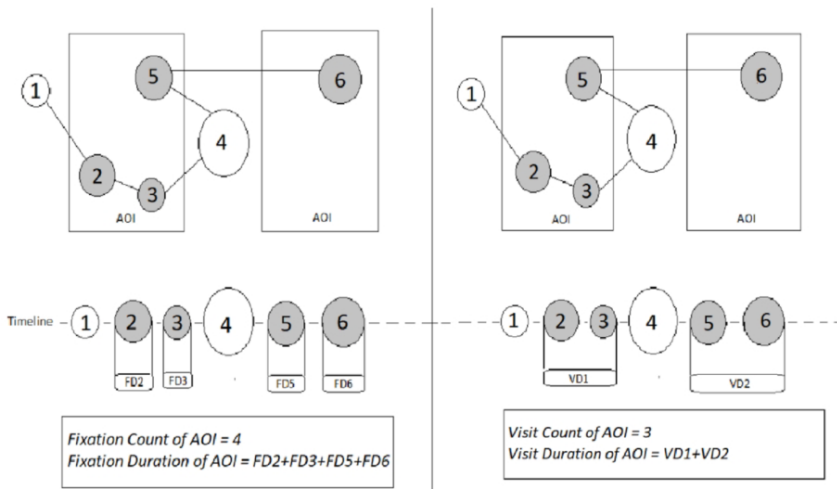 1
5
6
4
2
3
AOI
AOI
Timeline
1
2
3
4
5
6
FD2
FD3
FD5
FD6
Fixation Count of AOI = 4
Fixation Duration of AOI = FD2+FD3+FD5+FD6
1
5
6
4
2
3
AOI
AOI
1
2
3
4
5
6
VD1
VD2
Visit Count of AOI = 3
Visit Duration of AOI = VD1+VD2